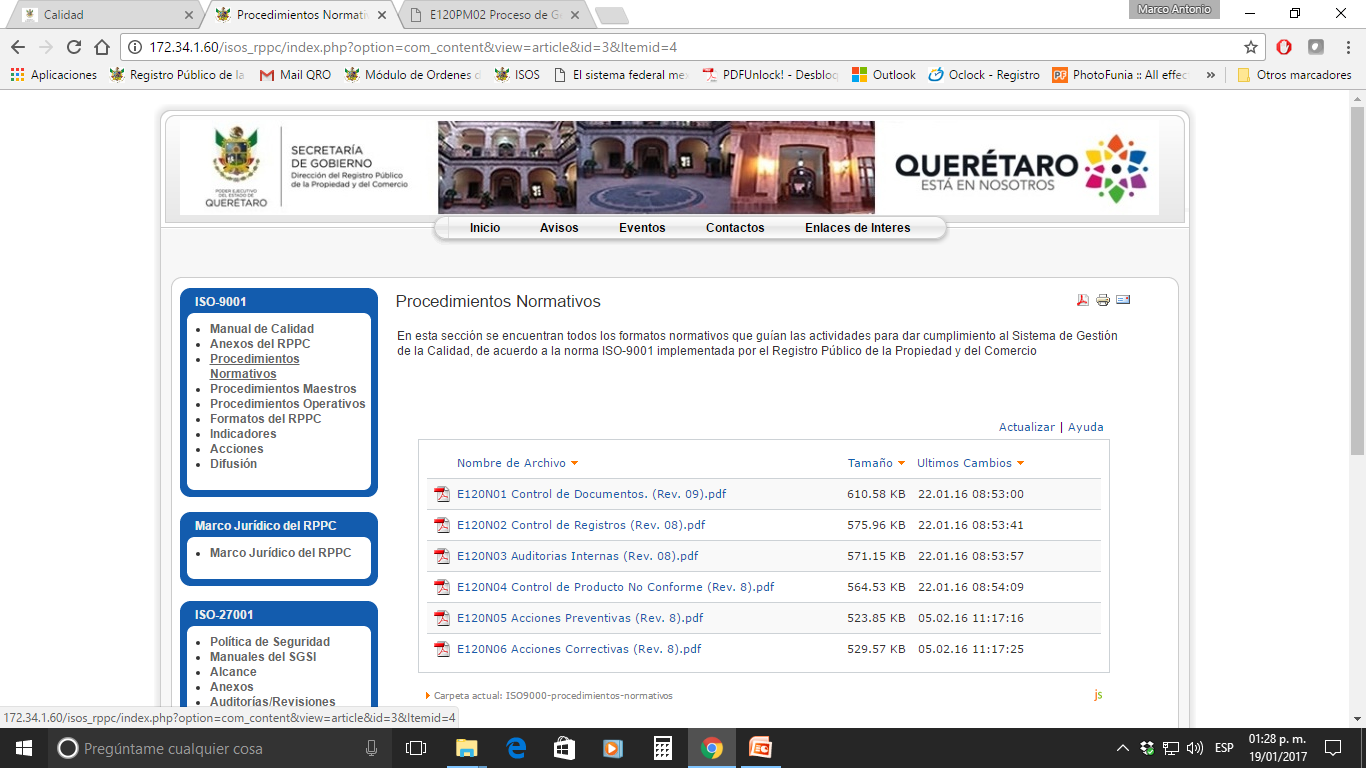 Calidad
Procedimientos Normativ
E120PM02 Proceso de G
Marco Antonio
172.34.1.60/isos_rppc/index.php?option=com_content&view=article&id=3&Itemid=4
Aplicaciones
Registro Público de la
Mail QRO
Módulo de Ordenes d
ISOS
El sistema federal me
PDFUnlock! - Desbloq
Outlook
Oclock - Registro
PhotoFunia :: All effec
»
Otros marcadores
SECRETARÍA
DE GOBIERNO
Dirección del Registro Público
de la Propiedad y del Comercio
PODER EJECUTIVO
DEL ESTADO DE
QUERÉTARO
QUERÉTARO
ESTÁ EN NOSOTROS
Inicio
Avisos
Eventos
Contactos
Enlaces de Interes
ISO-9001
Manual de Calidad
Anexos del RPPC
Procedimientos
Normativos
Procedimientos Maestros
Procedimientos Operativos
Formatos del RPPC
Indicadores
Acciones
Difusión
Marco Jurídico del RPPC
Marco Jurídico del RPPC
ISO-27001
Política de Seguridad
Manuales del SGSI
Alcance
Anexos
Auditorías/Revisiones
Procedimientos Normativos
En esta sección se encuentran todos los formatos normativos que guían las actividades para dar cumplimiento al Sistema de Gestión
de la Calidad, de acuerdo a la norma ISO-9001 implementada por el Registro Público de la Propiedad y del Comercio
Actualizar | Ayuda
Nombre de Archivo Tamaño Ultimos Cambios
E120N01 Control de Documentos. (Rev. 09).pdf 610.58 KB 22.01.16 08:53:00
E120N02 Control de Registros (Rev. 08).pdf 575.96 KB 22.01.16 08:53:41
E120N03 Auditorias Internas (Rev. 08).pdf 571.15 KB 22.01.16 08:53:57
E120N04 Control de Producto No Conforme (Rev. 8).pdf 564.53 KB 22.01.16 08:54:09
E120N05 Acciones Preventivas (Rev. 8).pdf 523.85 KB 05.02.16 11:17:16
E120N06 Acciones Correctivas (Rev. 8).pdf 529.57 KB 05.02.16 11:17:25
Carpeta actual: ISO9000-procedimientos-normativos
js
172.34.1.60/isos_rppc/index.php?option=com_content&view=article&id=3&Itemid=4
Pregúntame cualquier cosa
ESP
01:28 p. m.
19/01/2017